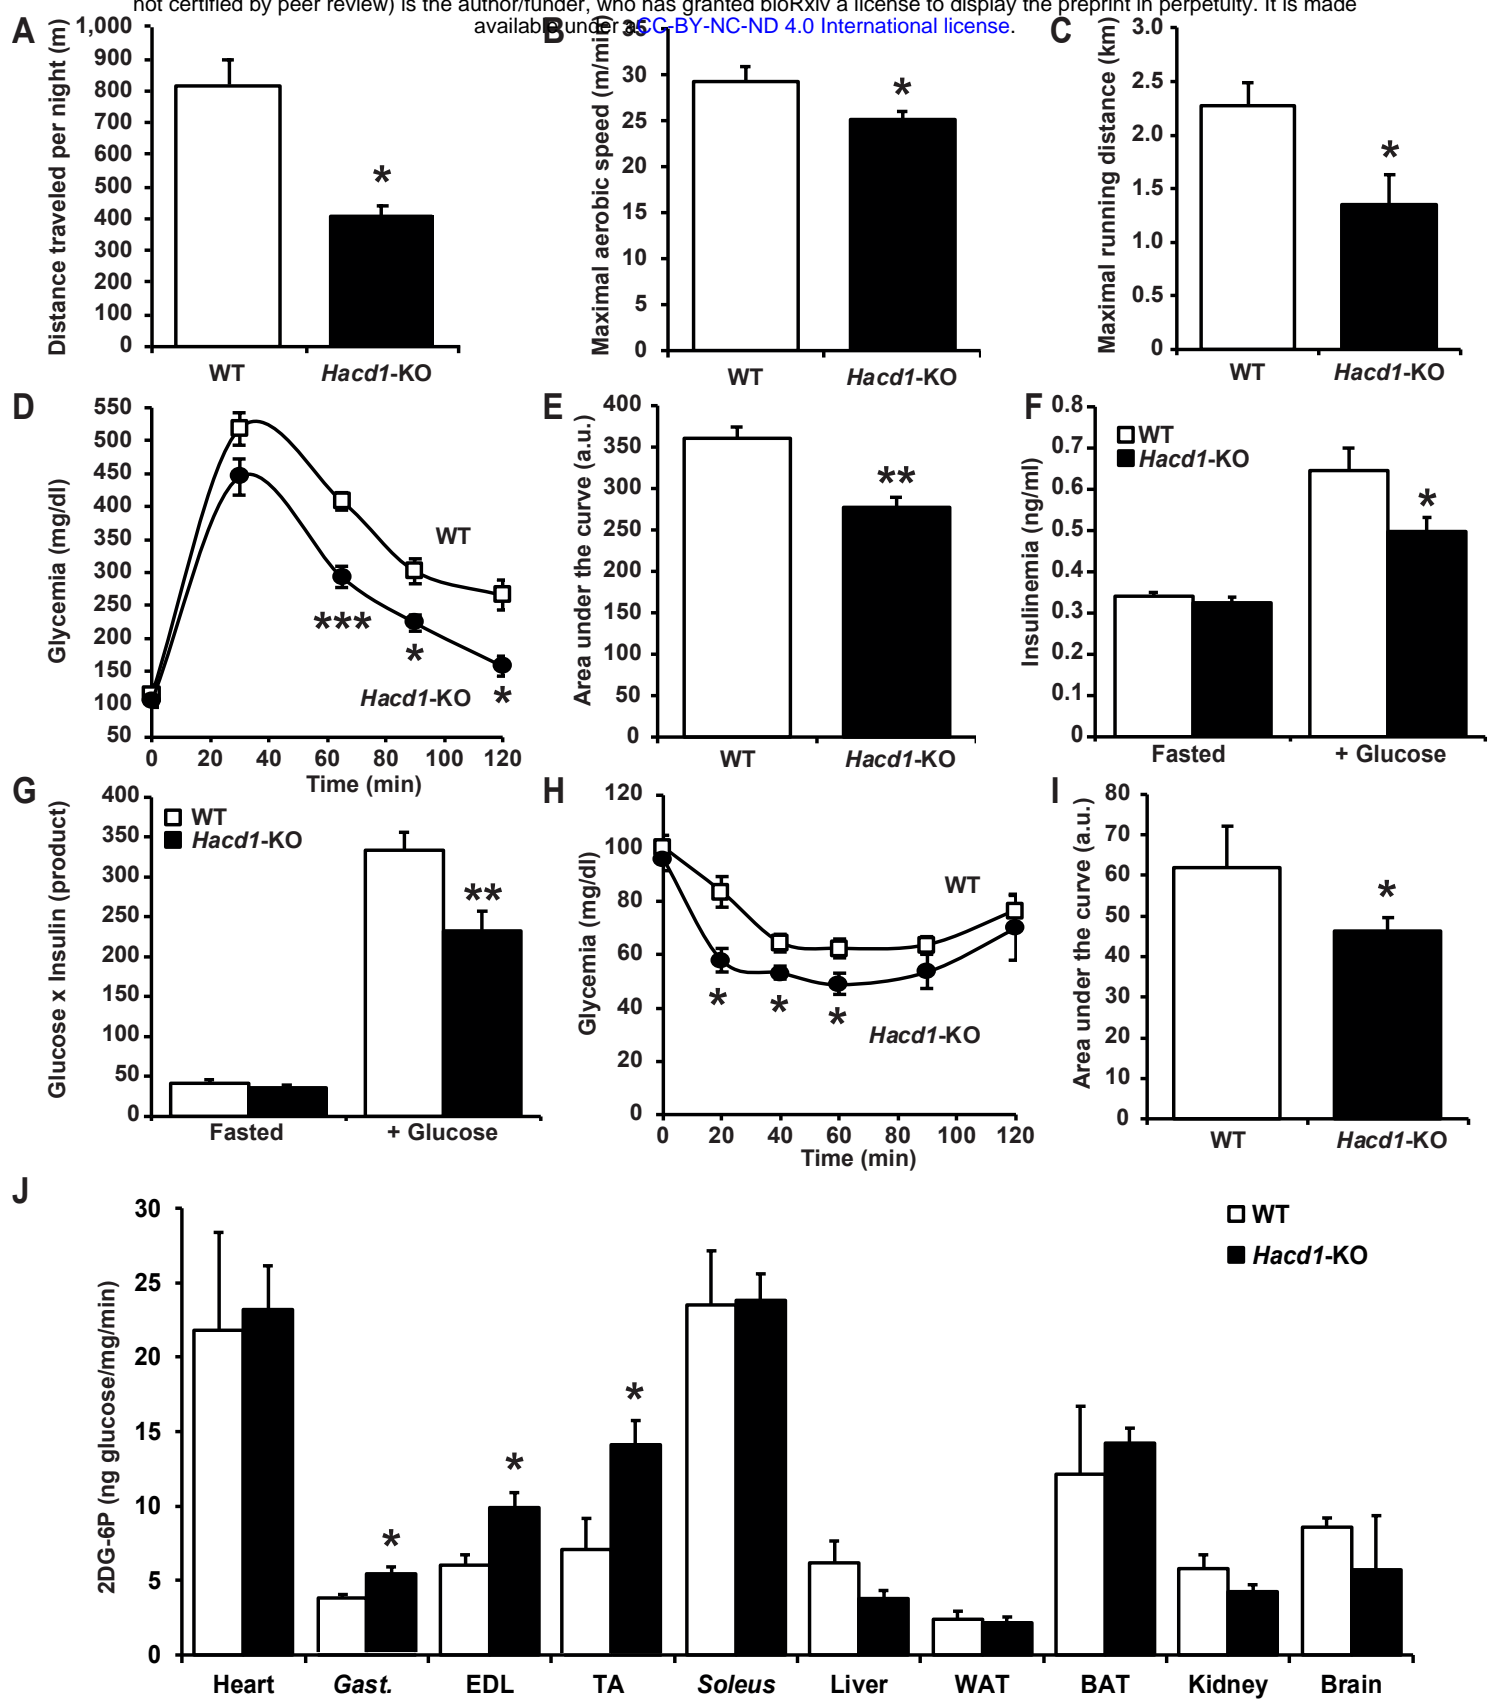 not certified by peer review) is the author/funder, who has granted bioRxiv a license to display the preprint in perpetuity. It is made
available under aCC-BY-NC-ND 4.0 International license.
A
Distance traveled per night (m)
1,000
900
800
700
600
500
400
300
200
100
0
*
WT
Hacd1-KO
B
Maximal aerobic speed (m/min)
35
30
25
20
15
10
5
0
*
WT
Hacd1-KO
C
Maximal running distance (km)
3.0
2.5
2.0
1.5
1.0
0.5
0
*
WT
Hacd1-KO
D
Glycemia (mg/dl)
550
500
450
400
350
300
250
200
150
100
50
WT
***
*
Hacd1-KO
*
0 20 40 60 80 100 120
Time (min)
E
Area under the curve (a.u.)
400
350
300
250
200
150
100
50
0
**
WT
Hacd1-KO
F
Insulinemia (ng/ml)
0.8
0.7
0.6
0.5
0.4
0.3
0.2
0.1
0
WT
Hacd1-KO
*
Fasted
+ Glucose
G
Glucose x Insulin (product)
400
350
300
250
200
150
100
50
0
WT
Hacd1-KO
**
Fasted
+ Glucose
H
Glycemia (mg/dl)
120
100
80
60
40
20
0
WT
* * *
Hacd1-KO
0 20 40 60 80 100 120
Time (min)
I
Area under the curve (a.u.)
80
70
60
50
40
30
20
10
0
*
WT
Hacd1-KO
J
2DG-6P (ng glucose/mg/min)
30
25
20
15
10
5
0
WT
Hacd1-KO
*
*
*
Heart Gast. EDL TA Soleus Liver WAT BAT Kidney Brain